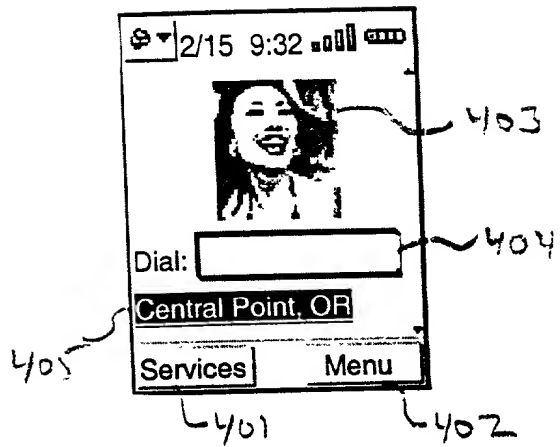 2/15 9:32
403
Dial:
404
Central Point, OR
405
Services Menu
401 402